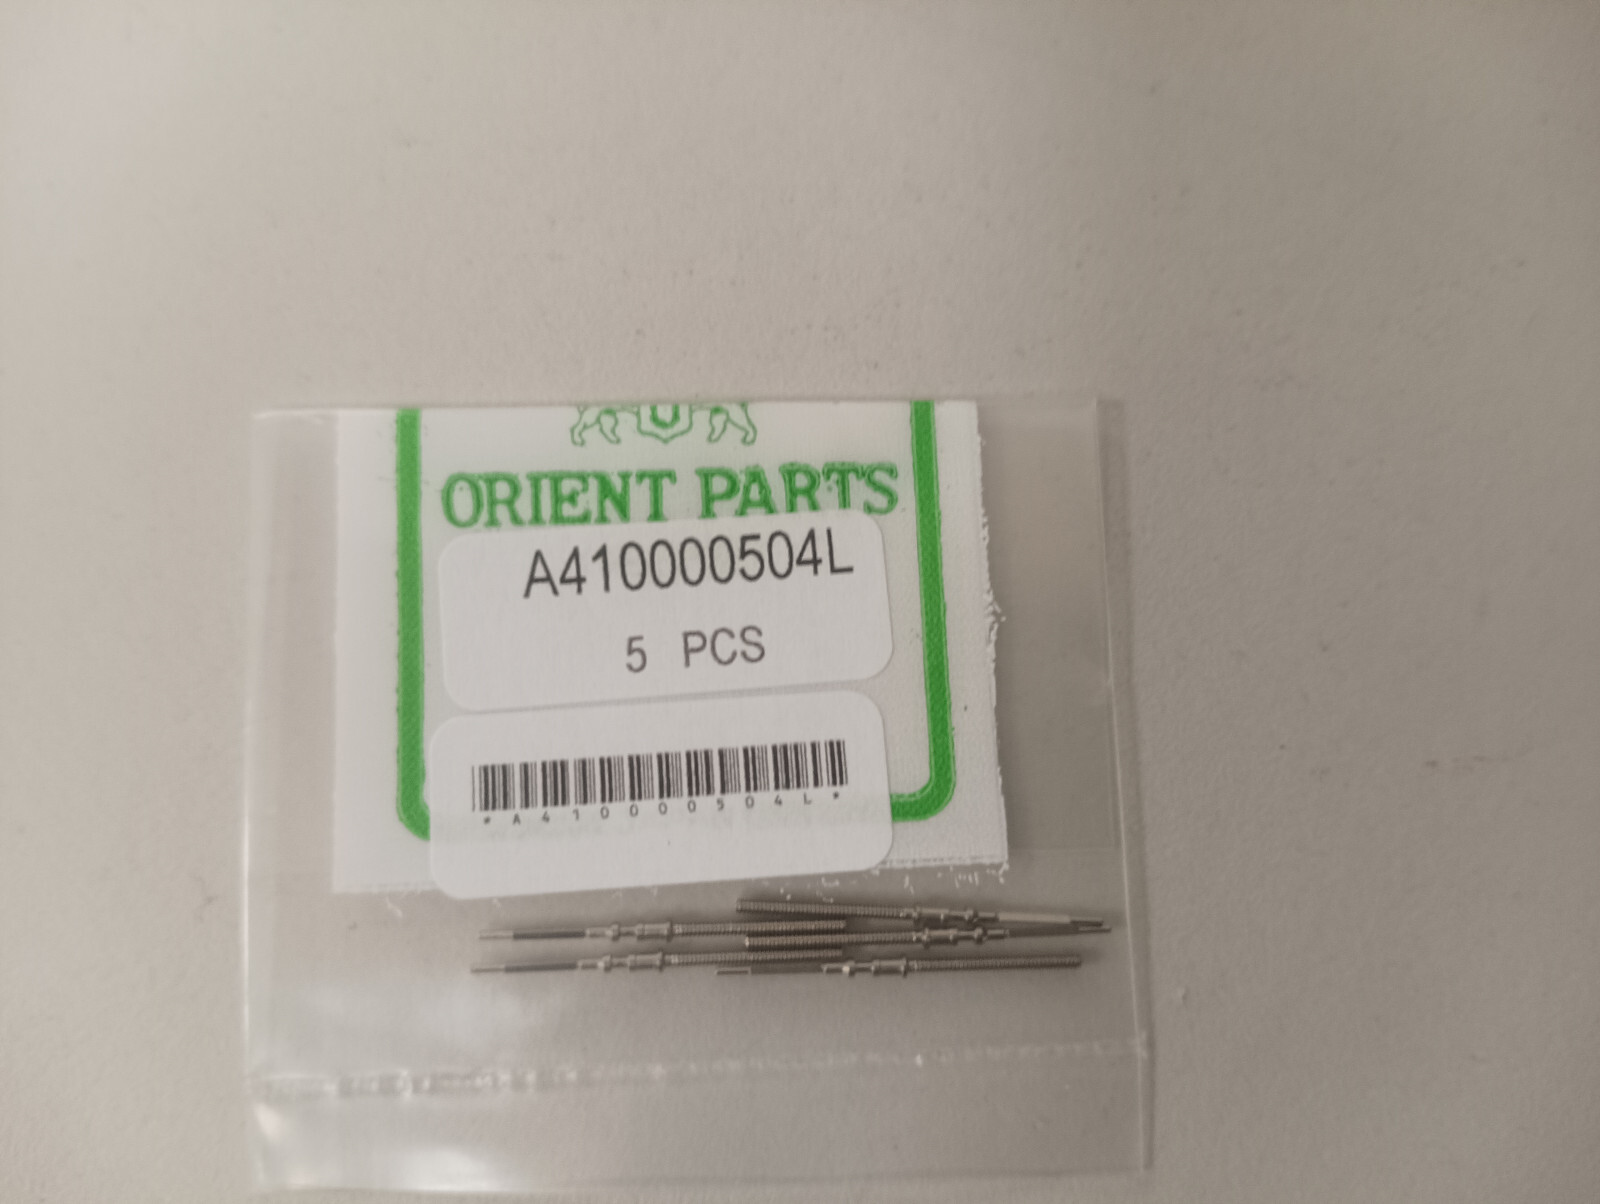 ORIENT PARTS
A410000504L
5 PCS
*A410000504L*